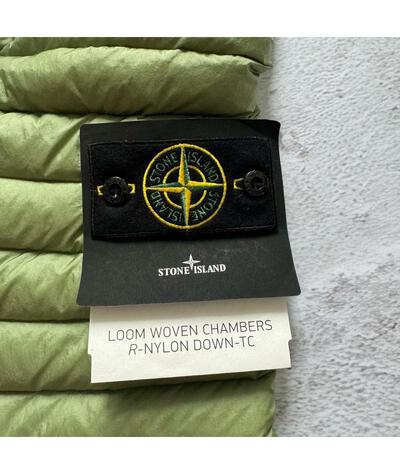 STONE ISLAND
STONE ISLAND
STONE ISLAND
LOOM WOVEN CHAMBERS
R-NYLON DOWN-TC